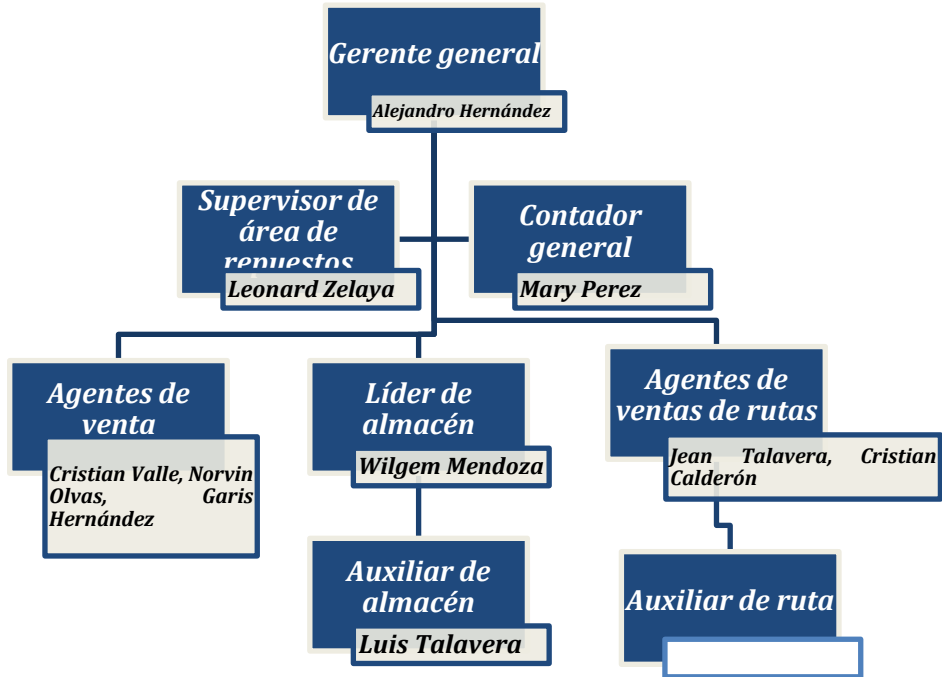 Gerente general
Alejandro Hernández
Supervisor de
área de
repuestos
Leonard Zelaya
Contador
general
Mary Perez
Agentes de
venta
Cristian Valle, Norvin
Olvas, Garis
Hernández
Líder de
almacén
Wilgem Mendoza
Agentes de
ventas de rutas
Jean Talavera, Cristian
Calderón
Auxiliar de
almacén
Luis Talavera
Auxiliar de ruta